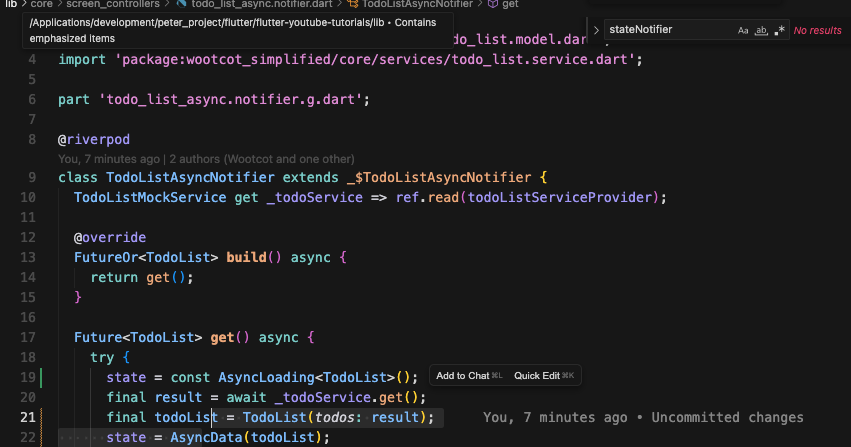 lib > core > screen_controllers > todo_list_async.notifier.dart > TodoListAsyncNotifier > get
/Applications/development/peter_project/flutter/flutter-youtube-tutorials/lib • Contains
emphasized items
do_list.model.dar
stateNotifier Aa ab .* No results
4 import 'package:wootcot_simplified/core/services/todo_list.service.dart';
5
6 part 'todo_list_async.notifier.g.dart';
7
8 @riverpod
You, 7 minutes ago | 2 authors (Wootcot and one other)
9 class TodoListAsyncNotifier extends _$TodoListAsyncNotifier {
10 TodoListMockService get _todoService => ref.read(todoListServiceProvider);
11
12 @override
13 FutureOr<TodoList> build() async {
14 return get();
15 }
16
17 Future<TodoList> get() async {
18 try {
19 state = const AsyncLoading<TodoList>();
Add to Chat ⌘L Quick Edit ⌘K
20 final result = await _todoService.get();
21 final todoList = TodoList(todos: result); You, 7 minutes ago • Uncommitted changes
22 state = AsyncData(todoList);